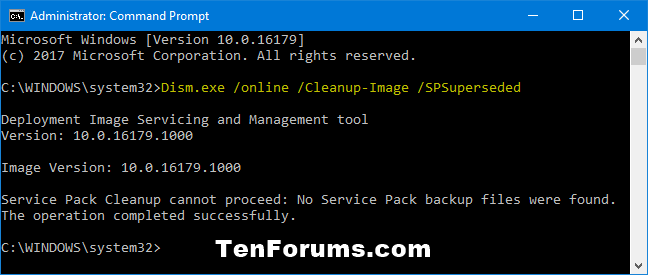 Administrator: Command Prompt
Microsoft Windows [Version 10.0.16179]
(c) 2017 Microsoft Corporation. All rights reserved.
C:\WINDOWS\system32>Dism.exe /online /Cleanup-Image /SPSuperseded
Deployment Image Servicing and Management tool
Version: 10.0.16179.1000
Image Version: 10.0.16179.1000
Service Pack Cleanup cannot proceed: No Service Pack backup files were found.
The operation completed successfully.
C:\WINDOWS\system32>
TenForums.com